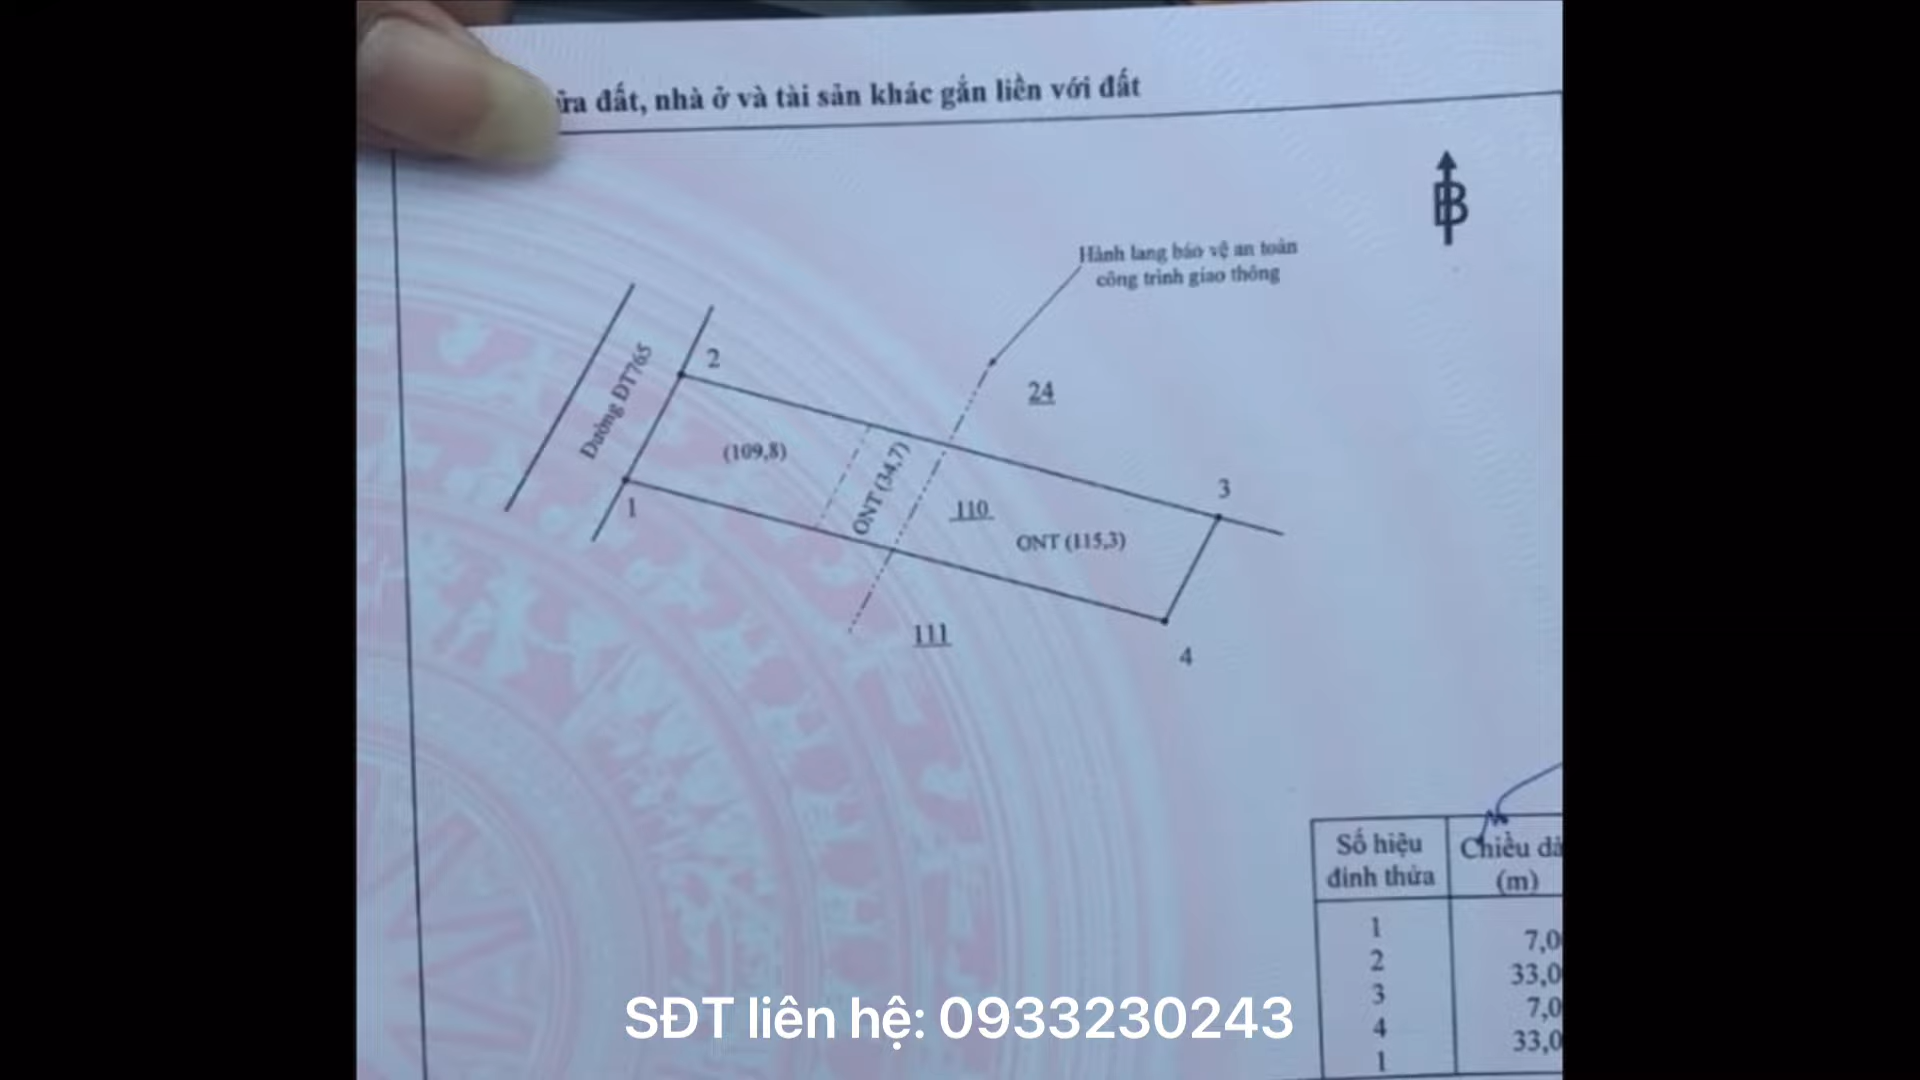 đất, nhà ở và tài sản khác gắn liền với đất
B
Hành lang bảo vệ an toàn
công trình giao thông
Đường ĐT765
2
24
(109,8)
ONT (34,7)
3
1
110
ONT (115,3)
111
4
Số hiệu
đỉnh thửa
Chiều
(m)
1
7,0
2
33,0
3
7,0
4
33,0
1
SĐT liên hệ: 0933230243